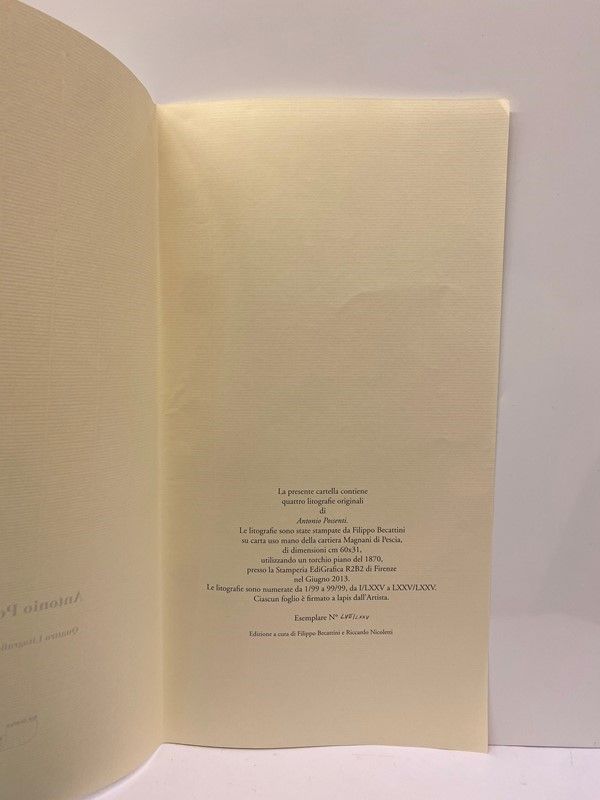 La presente cartella contiene
quattro litografie originali
di
Antonio Possenti.
Le litografie sono state stampate da Filippo Becattini
su carta uso mano della cartiera Magnani di Pescia,
di dimensioni cm 60x31,
utilizzando un torchio piano del 1870,
presso la Stamperia EdiGrafica R2B2 di Firenze
nel Giugno 2013.
Le litografie sono numerate da 1/99 a 99/99, da I/LXXV a LXXV/LXXV.
Ciascun foglio è firmato a lapis dall'Artista.
Esemplare N°
Edizione a cura di Filippo Becattini e Riccardo Nicoletti
Antonio
Quattro